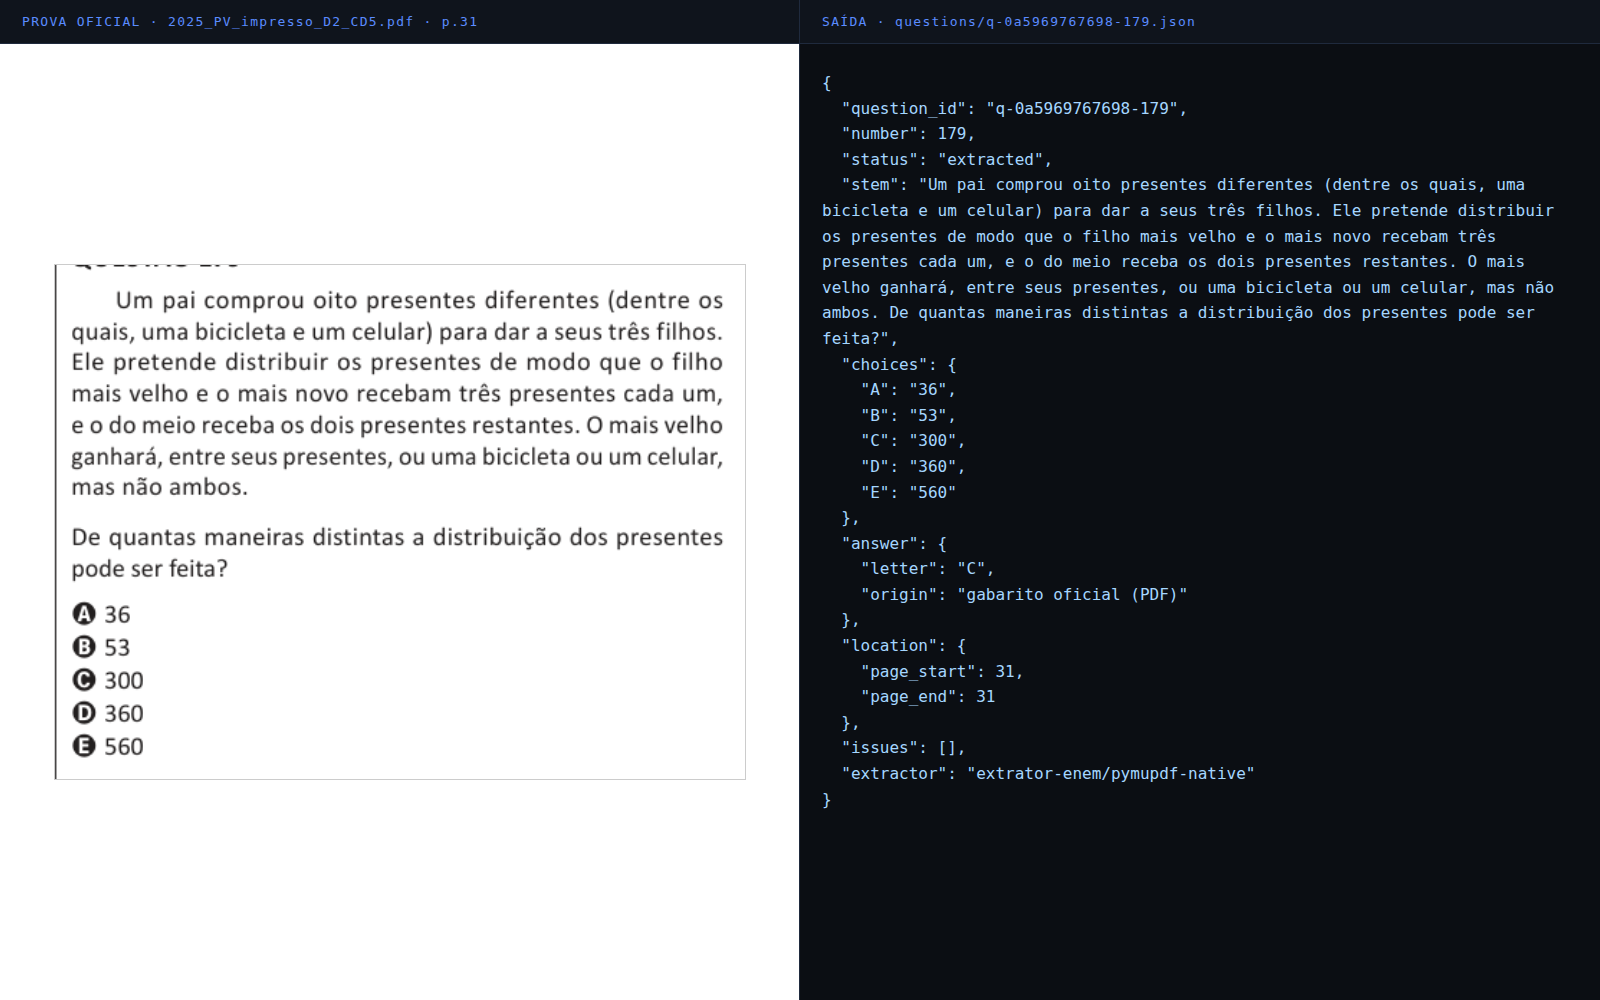 PROVA OFICIAL · 2025_PV_impresso_D2_CD5.pdf · p.31
Um pai comprou oito presentes diferentes (dentre os
quais, uma bicicleta e um celular) para dar a seus três filhos.
Ele pretende distribuir os presentes de modo que o filho
mais velho e o mais novo recebam três presentes cada um,
e o do meio receba os dois presentes restantes. O mais velho
ganhará, entre seus presentes, ou uma bicicleta ou um celular,
mas não ambos.
De quantas maneiras distintas a distribuição dos presentes
pode ser feita?
A 36
B 53
C 300
D 360
E 560
SAÍDA · questions/q-0a5969767698-179.json
{
  "question_id": "q-0a5969767698-179",
  "number": 179,
  "status": "extracted",
  "stem": "Um pai comprou oito presentes diferentes (dentre os quais, uma
bicicleta e um celular) para dar a seus três filhos. Ele pretende distribuir
os presentes de modo que o filho mais velho e o mais novo recebam três
presentes cada um, e o do meio receba os dois presentes restantes. O mais
velho ganhará, entre seus presentes, ou uma bicicleta ou um celular, mas não
ambos. De quantas maneiras distintas a distribuição dos presentes pode ser
feita?",
  "choices": {
    "A": "36",
    "B": "53",
    "C": "300",
    "D": "360",
    "E": "560"
  },
  "answer": {
    "letter": "C",
    "origin": "gabarito oficial (PDF)"
  },
  "location": {
    "page_start": 31,
    "page_end": 31
  },
  "issues": [],
  "extractor": "extrator-enem/pymupdf-native"
}